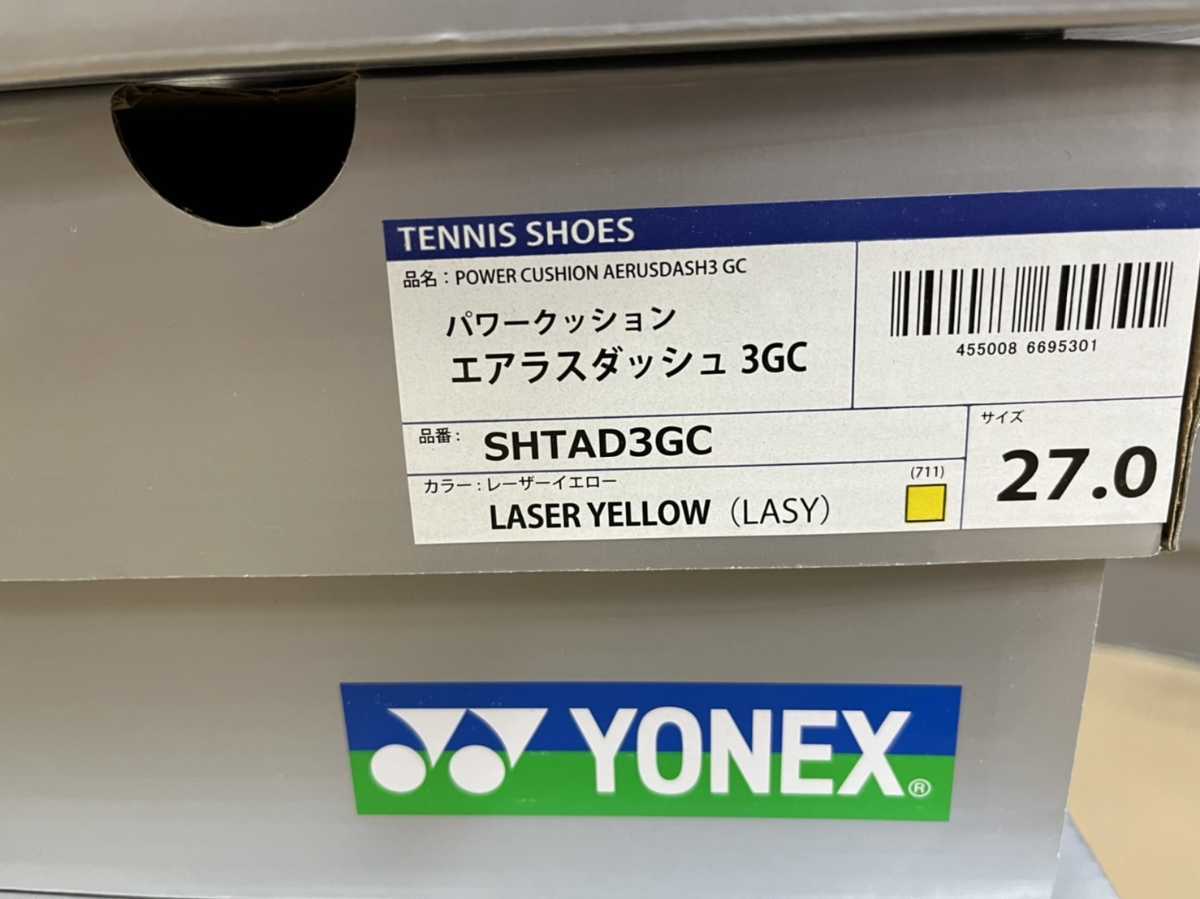 TENNIS SHOES
品名：POWER CUSHION AERUSDASH3 GC
パワークッション
エアラスダッシュ 3GC
455008 6695301
品番： SHTAD3GC
サイズ
27.0
カラー：レーザーイエロー
(711)
LASER YELLOW（LASY）
YONEX®